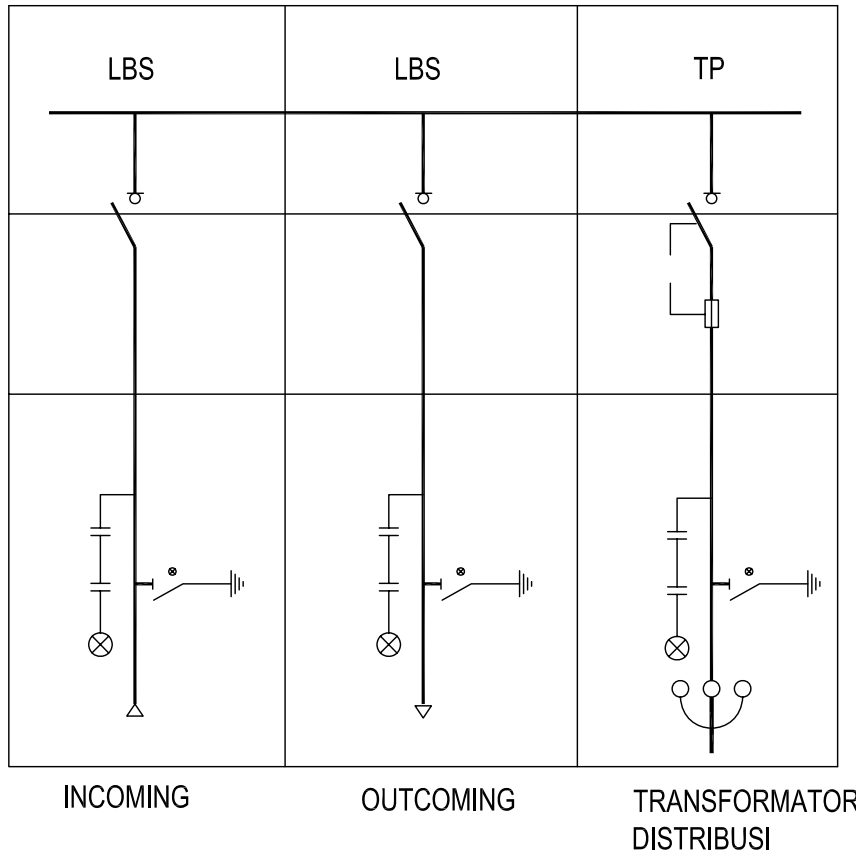 LBS
LBS
TP
INCOMING
OUTCOMING
TRANSFORMATOR
DISTRIBUSI